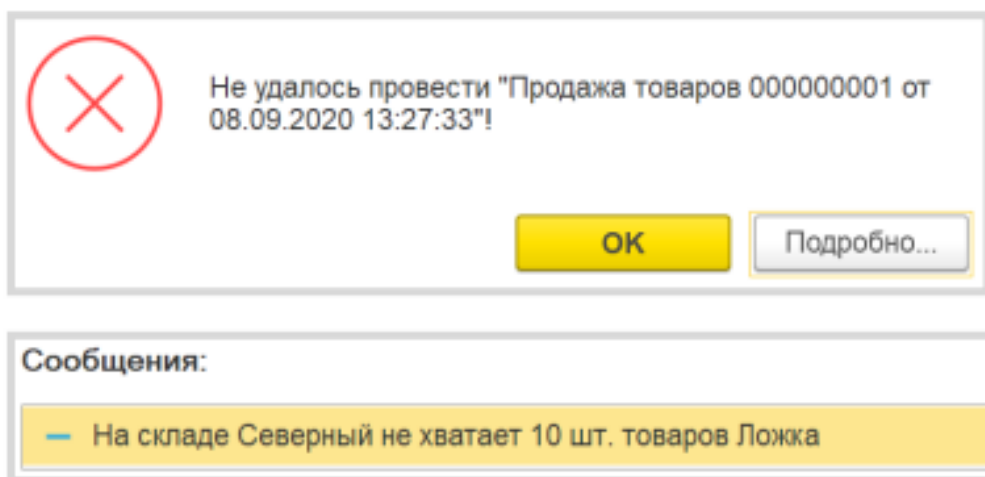 Не удалось провести "Продажа товаров 000000001 от
08.09.2020 13:27:33"!
OK
Подробно...
Сообщения:
На складе Северный не хватает 10 шт. товаров Ложка